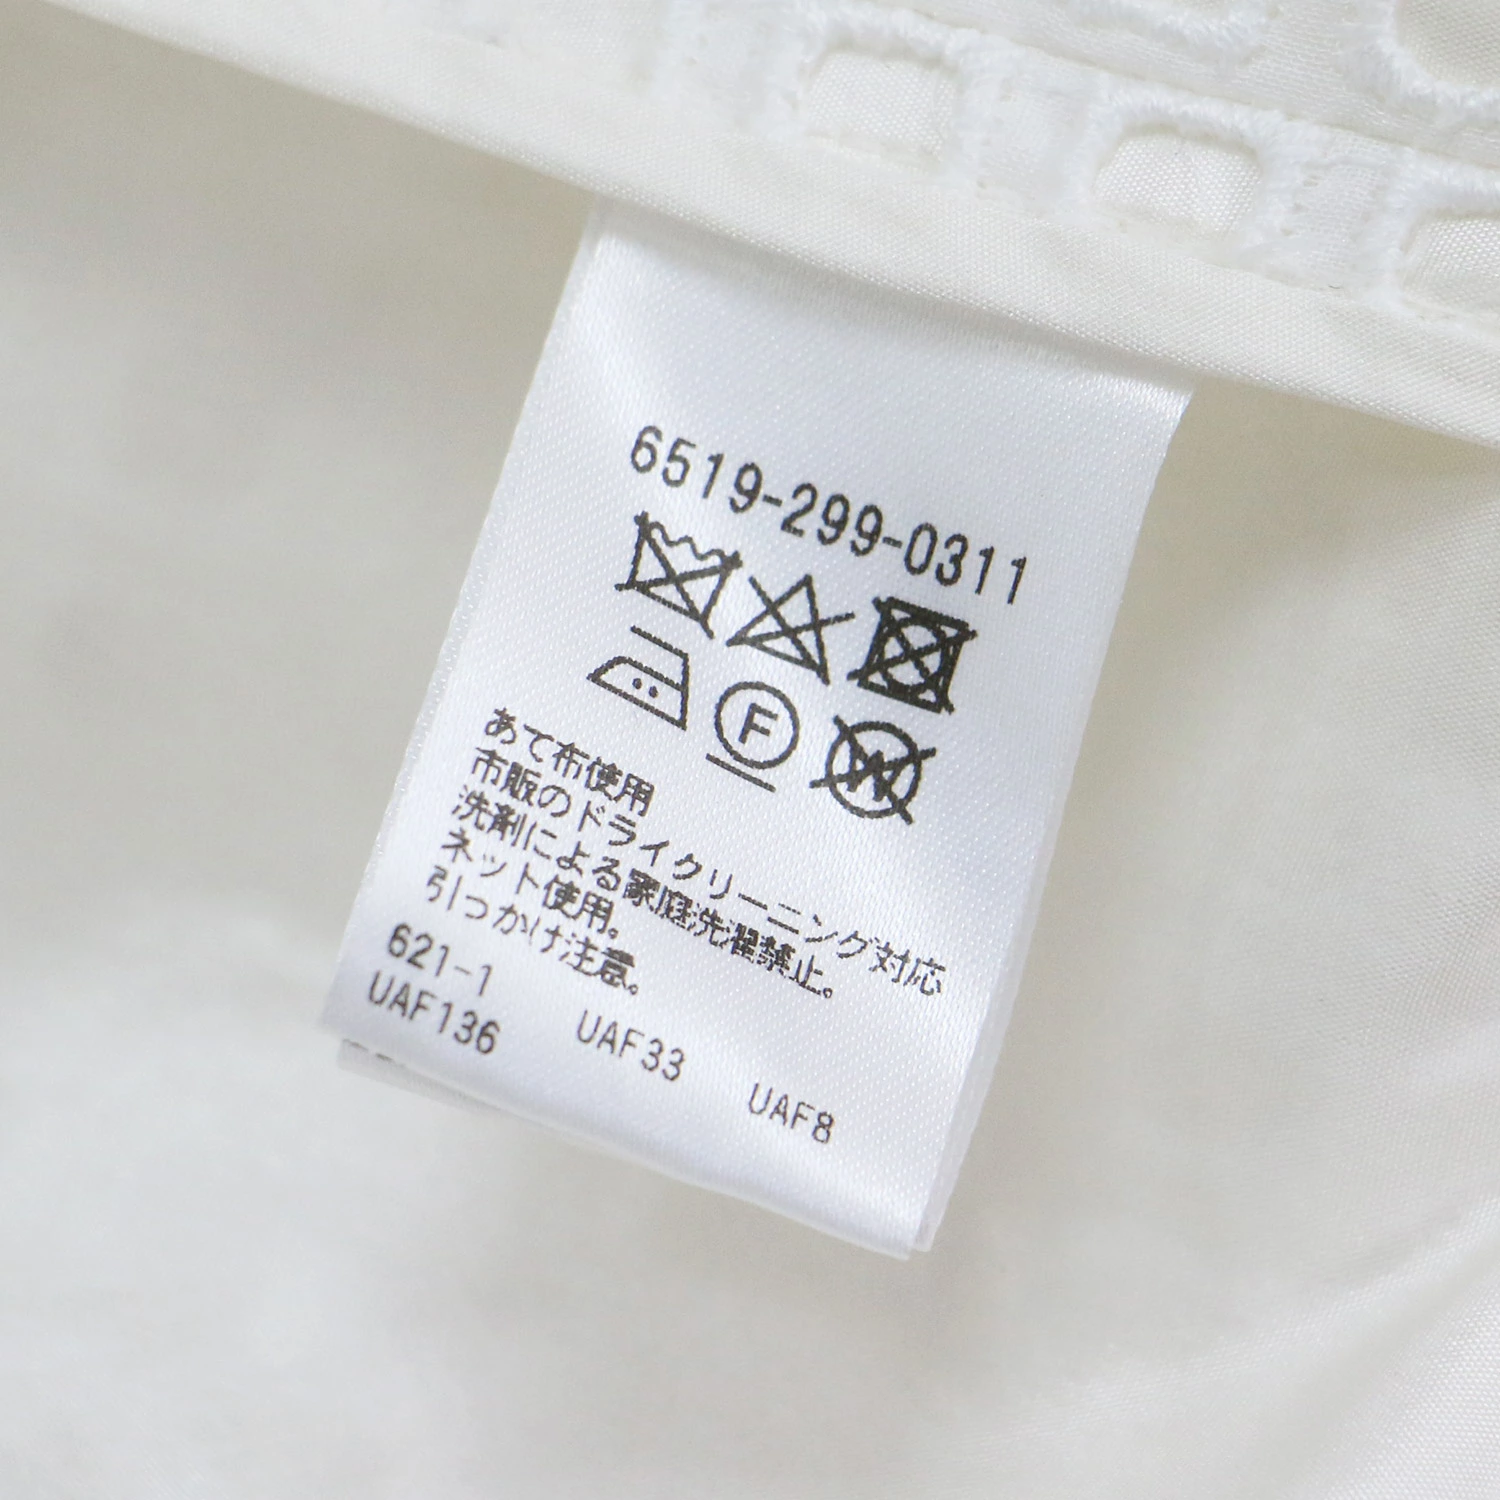 6519-299-0311
F W
あて布使用
市販のドライクリーニング対応
洗剤による家庭洗濯禁止。
ネット使用。
引つかけ注意。
621-1
UAF136 UAF33 UAF8